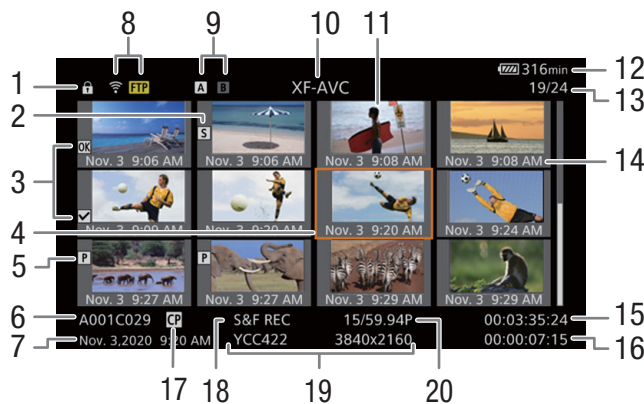 8 9 10 11
316min 12
1 FTP A B XF-AVC 19/24 13
2 S
OK
Nov. 3 9:06 AM Nov. 3 9:06 AM Nov. 3 9:08 AM Nov. 3 9:08 AM 14
3
4 Nov. 3 9:20 AM Nov. 3 9:24 AM
5 P P
Nov. 3 9:27 AM Nov. 3 9:27 AM Nov. 3 9:29 AM Nov. 3 9:29 AM
6 A001C029 CP S&F REC 15/59.94P 00:03:35:24 15
7 Nov. 3,2020 9:20 AM YCC422 3840x2160 00:00:07:15 16
17 18 19 20